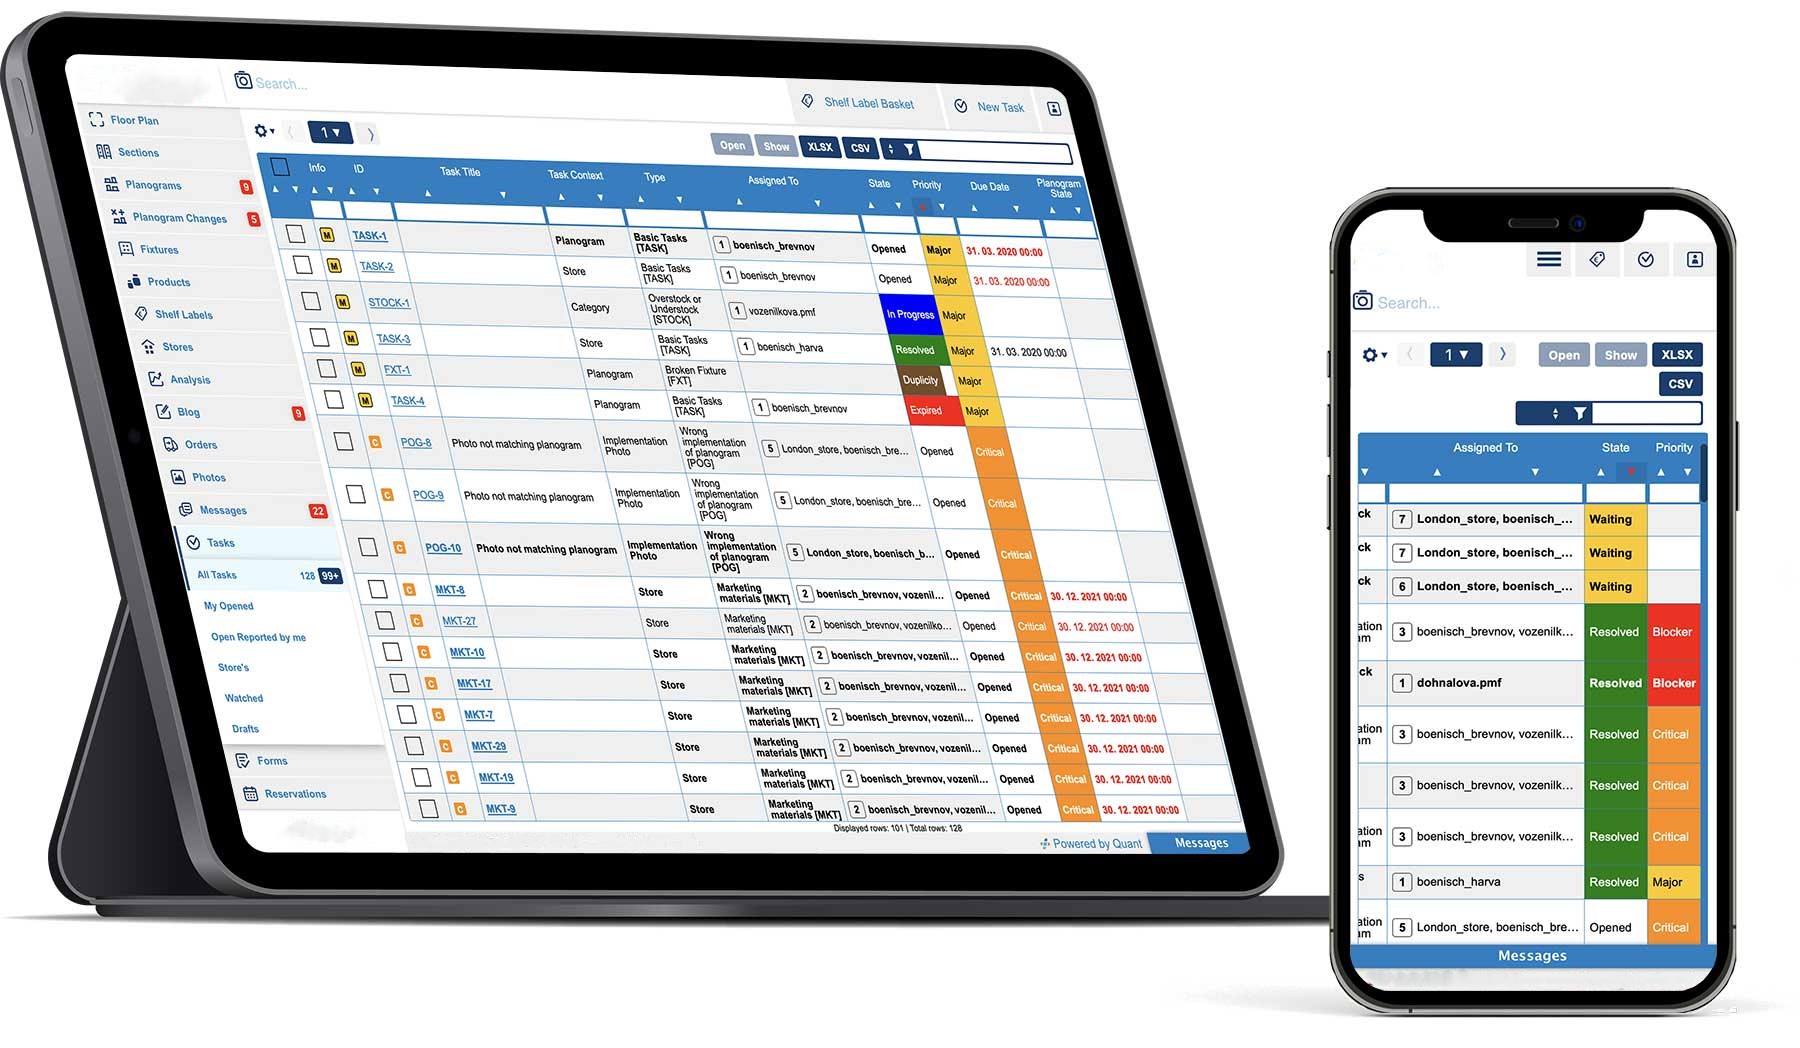 Search...
Shelf Label Basket
New Task
Floor Plan
Sections
Planograms 9
Planogram Changes 5
Fixtures
Products
Shelf Labels
Stores
Analysis
Blog 9
Orders
Photos
Messages 22
Tasks
All Tasks 128 99+
My Opened
Open Reported by me
Store's
Watched
Drafts
Forms
Reservations
1 Open Show XLSX CSV
Info ID Task Title Task Context Type Assigned To State Priority Due Date Planogram
State
M TASK-1 Planogram Basic Tasks
[TASK] 1 boenisch_brevnov Opened Major 31. 03. 2020 00:00
M TASK-2 Store Basic Tasks
[TASK] 1 boenisch_brevnov Opened Major 31. 03. 2020 00:00
M STOCK-1 Category Overstock or
Understock
[STOCK] 1 vozenilkova.pmf In Progress Major
M TASK-3 Store Basic Tasks
[TASK] 1 boenisch_harva Resolved Major 31. 03. 2020 00:00
M FXT-1 Planogram Broken Fixture
[FXT] Duplicity Major
M TASK-4 Planogram Basic Tasks
[TASK] 1 boenisch_brevnov Expired Major
C POG-8 Photo not matching planogram Implementation
Photo Wrong
implementation
of planogram
[POG] 5 London_store, boenisch_bre... Opened Critical
C POG-9 Photo not matching planogram Implementation
Photo Wrong
implementation
of planogram
[POG] 5 London_store, boenisch_bre... Opened Critical
C POG-10 Photo not matching planogram Implementation
Photo Wrong
implementation
of planogram
[POG] 5 London_store, boenisch_b... Opened Critical
C MKT-8 Store Marketing
materials [MKT] 2 boenisch_brevnov, vozenil... Opened Critical 30. 12. 2021 00:00
C MKT-27 Store Marketing
materials [MKT] 2 boenisch_brevnov, vozenilko... Opened Critical 30. 12. 2021 00:00
C MKT-10 Store Marketing
materials [MKT] 2 boenisch_brevnov, vozenil... Opened Critical 30. 12. 2021 00:00
C MKT-17 Store Marketing
materials [MKT] 2 boenisch_brevnov, vozenil... Opened Critical 30. 12. 2021 00:00
C MKT-7 Store Marketing
materials [MKT] 2 boenisch_brevnov, vozenil... Opened Critical 30. 12. 2021 00:00
C MKT-29 Store Marketing
materials [MKT] 2 boenisch_brevnov, vozenil... Opened Critical 30. 12. 2021 00:00
C MKT-19 Store Marketing
materials [MKT] 2 boenisch_brevnov, vozenil... Opened Critical 30. 12. 2021 00:00
C MKT-9 Store Marketing
materials [MKT] 2 boenisch_brevnov, vozenil... Opened Critical 30. 12. 2021 00:00
Displayed rows: 101 | Total rows: 128
Powered by Quant Messages
Search...
1 Open Show XLSX
CSV
Assigned To State Priority
ck 7 London_store, boenisch_... Waiting
ck 7 London_store, boenisch_... Waiting
ck 6 London_store, boenisch_... Waiting
ation
am 3 boenisch_brevnov, vozenilk... Resolved Blocker
ck 1 dohnalova.pmf Resolved Blocker
ation
am 3 boenisch_brevnov, vozenilk... Resolved Critical
3 boenisch_brevnov, vozenilk... Resolved Critical
ation
am 3 boenisch_brevnov, vozenilk... Resolved Critical
s 1 boenisch_harva Resolved Major
ation
am 5 London_store, boenisch_bre... Opened Critical
Messages